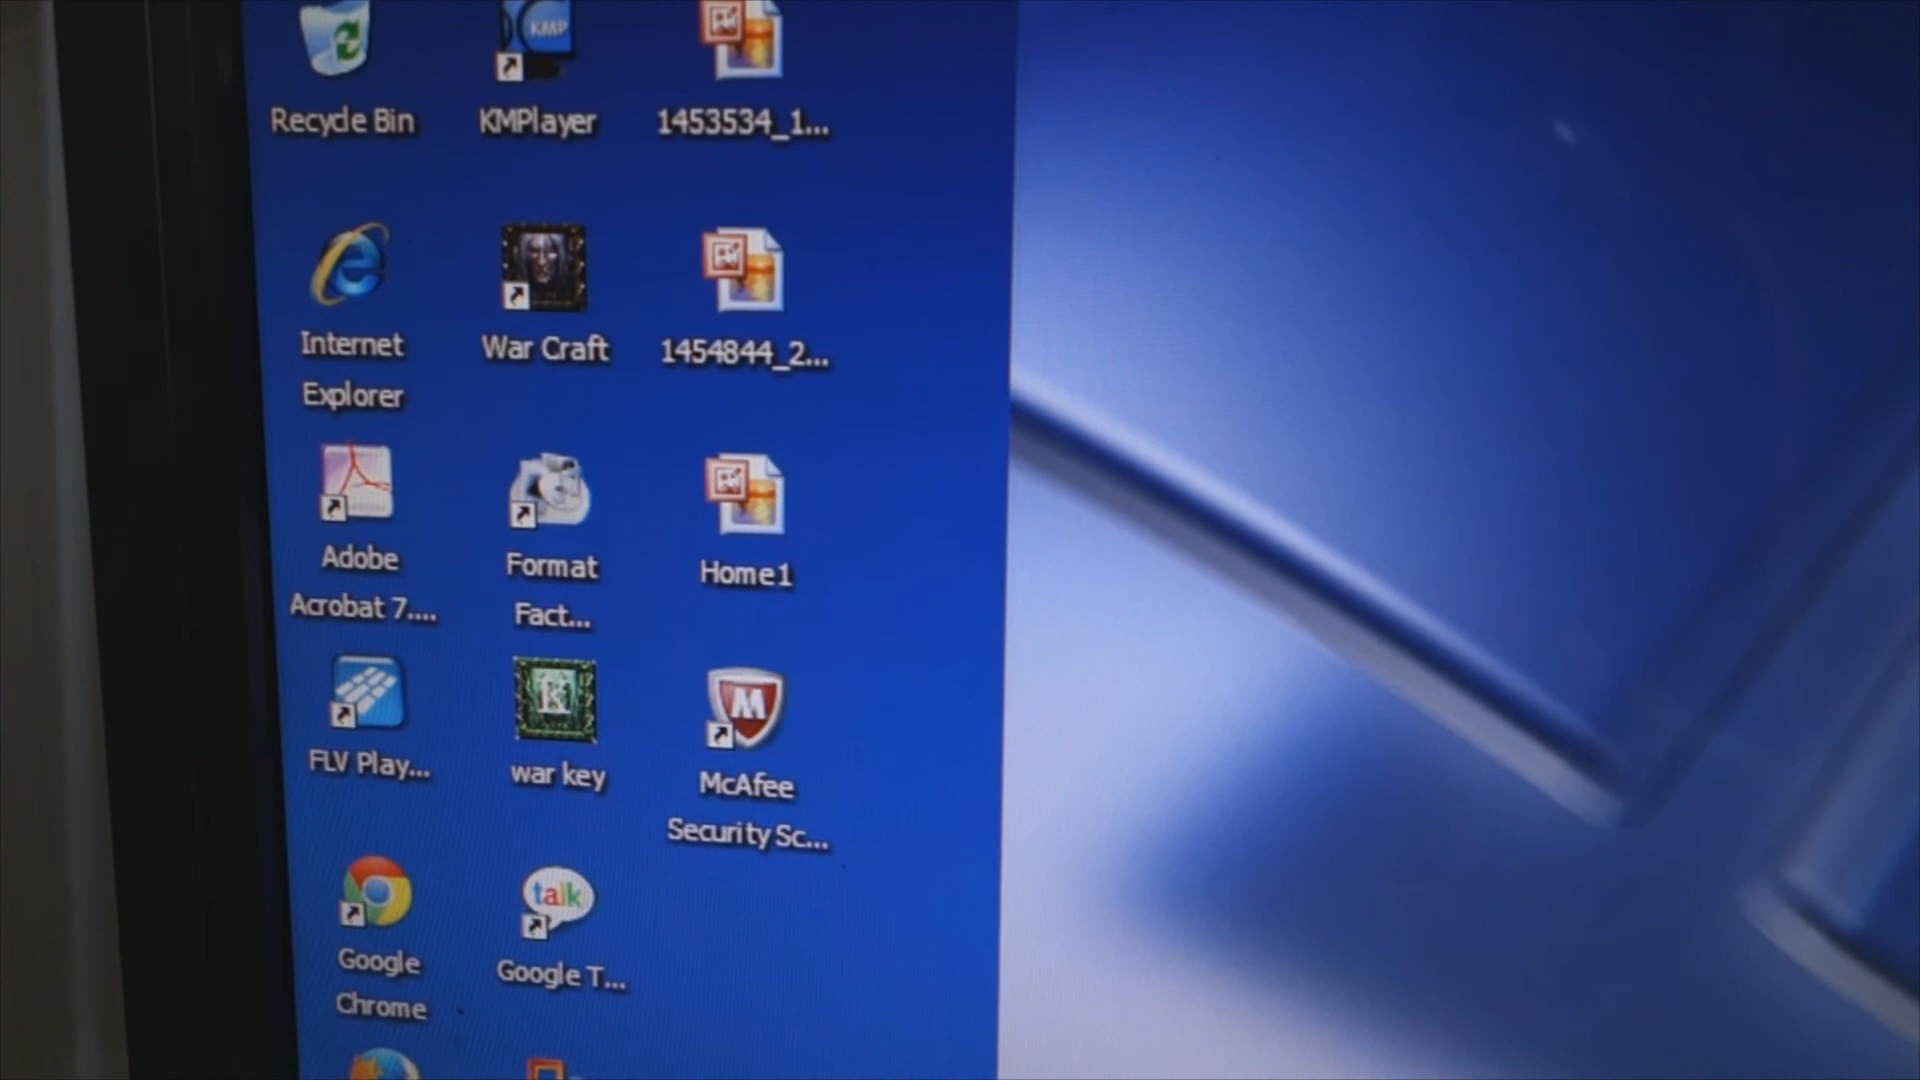 KMP
Recycle Bin
KMPlayer
1453534_1...
Internet
Explorer
War Craft
1454844_2...
Adobe
Acrobat 7....
Format
Fact...
Home1
K
M
FLV Play...
war key
McAfee
Security Sc...
talk
Google
Chrome
Google T...